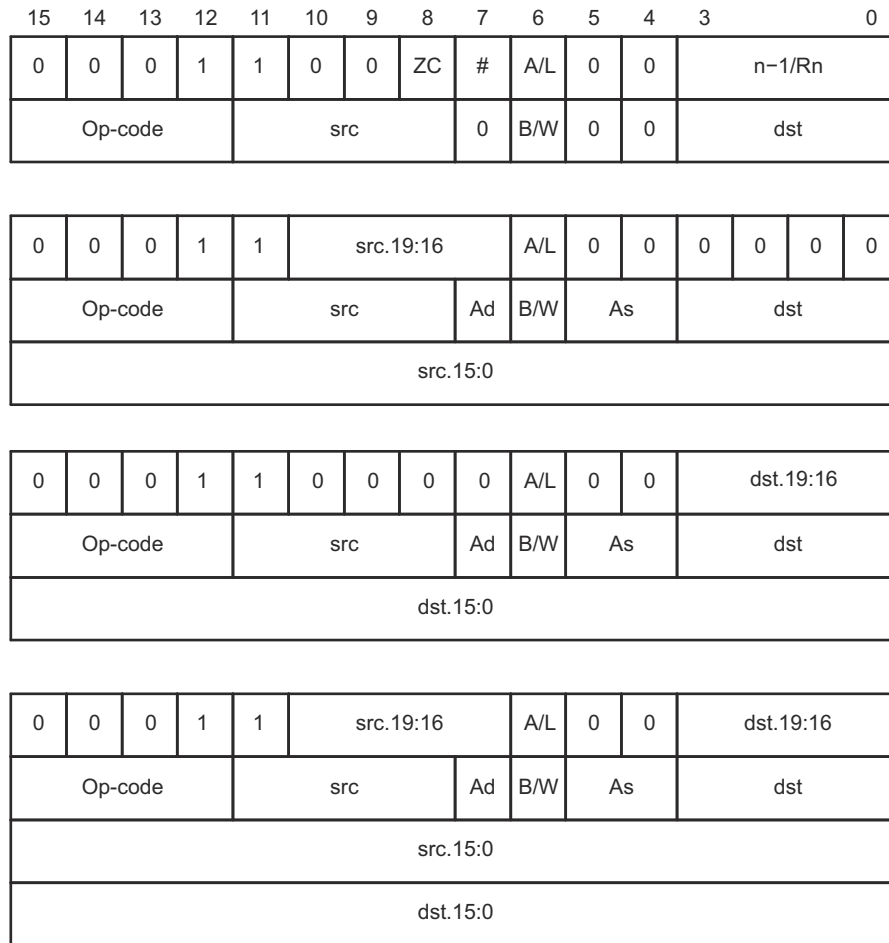 15 14 13 12 11 10 9 8 7 6 5 4 3 0
0 0 0 1 1 0 0 ZC # A/L 0 0 n−1/Rn
Op-code src 0 B/W 0 0 dst
0 0 0 1 1 src.19:16 A/L 0 0 0 0 0 0
Op-code src Ad B/W As dst
src.15:0
0 0 0 1 1 0 0 0 0 A/L 0 0 dst.19:16
Op-code src Ad B/W As dst
dst.15:0
0 0 0 1 1 src.19:16 A/L 0 0 dst.19:16
Op-code src Ad B/W As dst
src.15:0
dst.15:0